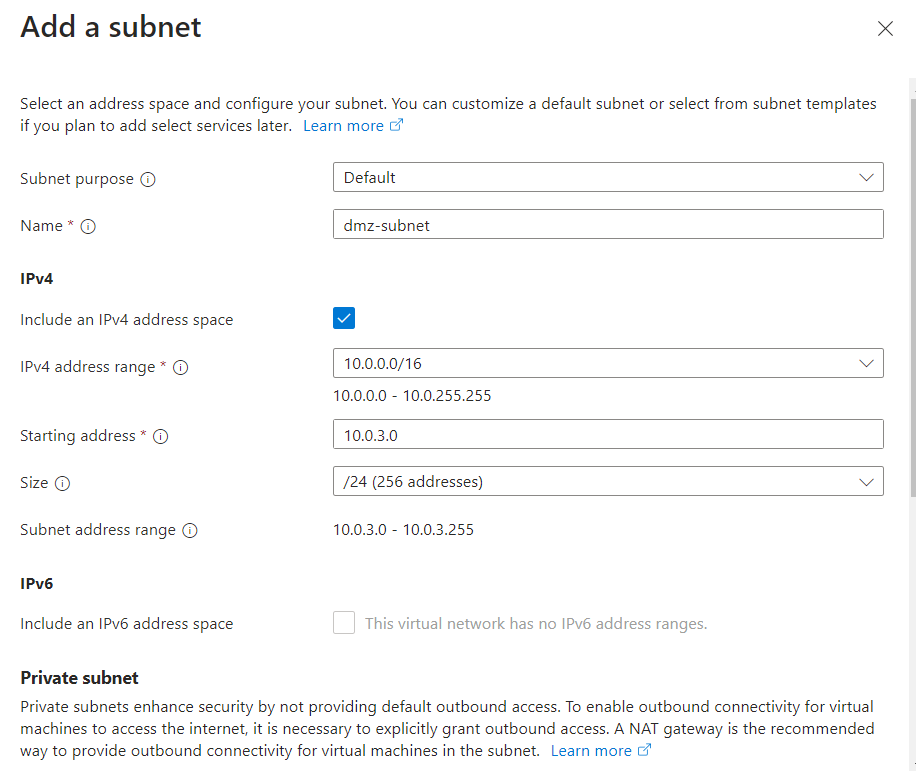 Add a subnet
Select an address space and configure your subnet. You can customize a default subnet or select from subnet templates
if you plan to add select services later. Learn more
Subnet purpose Default
Name * dmz-subnet
IPv4
Include an IPv4 address space
IPv4 address range * 10.0.0.0/16
10.0.0.0 - 10.0.255.255
Starting address * 10.0.3.0
Size /24 (256 addresses)
Subnet address range 10.0.3.0 - 10.0.3.255
IPv6
Include an IPv6 address space This virtual network has no IPv6 address ranges.
Private subnet
Private subnets enhance security by not providing default outbound access. To enable outbound connectivity for virtual
machines to access the internet, it is necessary to explicitly grant outbound access. A NAT gateway is the recommended
way to provide outbound connectivity for virtual machines in the subnet. Learn more